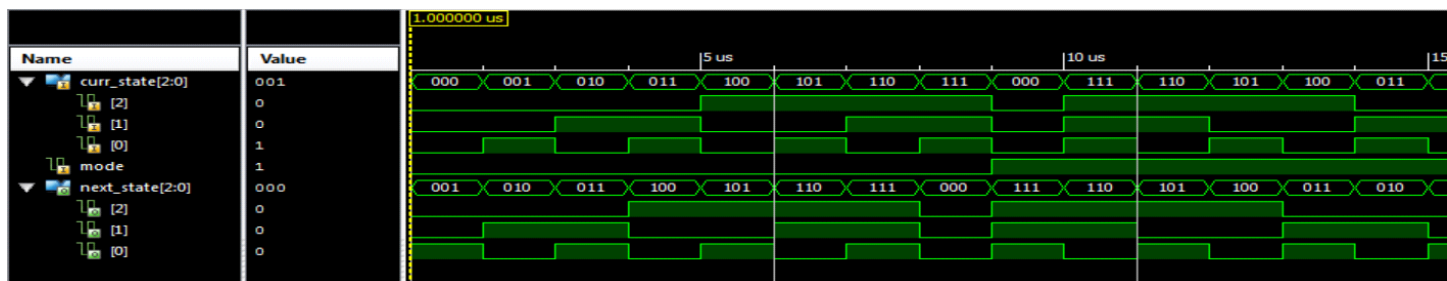 1.000000 us
Name Value 5 us 10 us 15
curr_state[2:0] 001 000 001 010 011 100 101 110 111 000 111 110 101 100 011
[2] 0
[1] 0
[0] 1
mode 1
next_state[2:0] 000 001 010 011 100 101 110 111 000 111 110 101 100 011 010
[2] 0
[1] 0
[0] 0